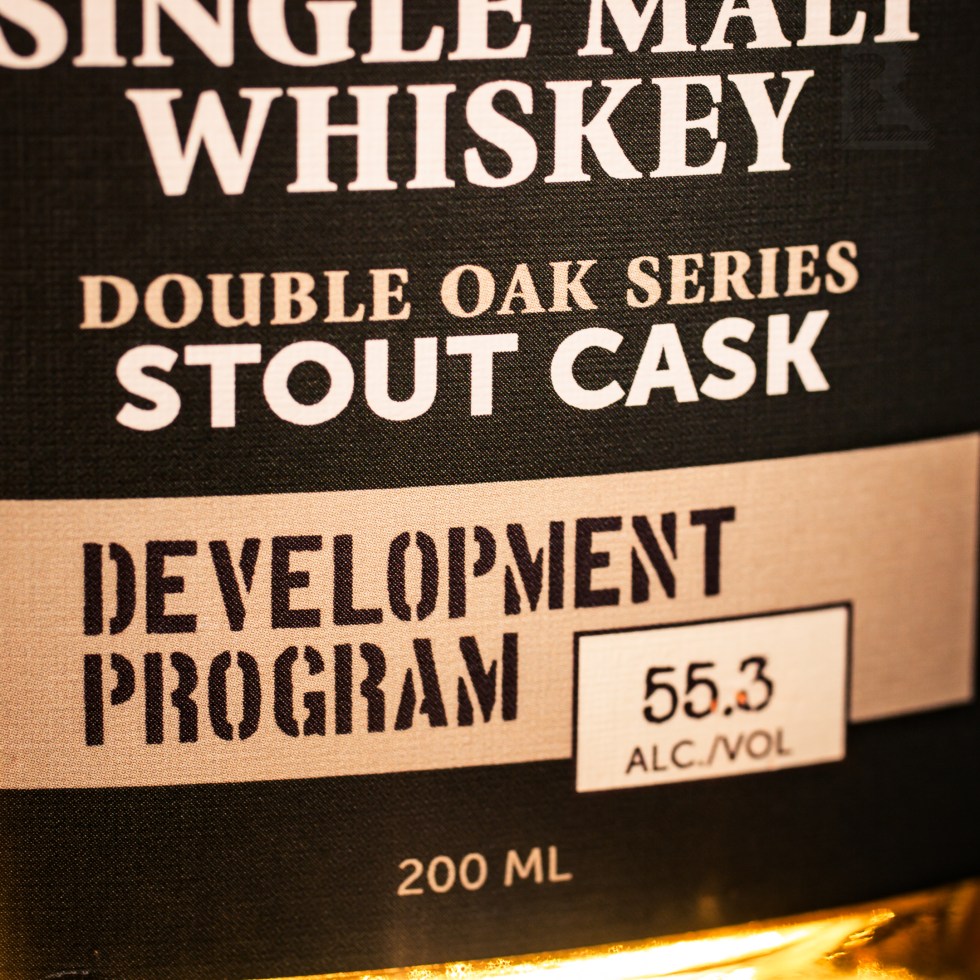 SINGLE MALT
WHISKEY
DOUBLE OAK SERIES
STOUT CASK
DEVELOPMENT
PROGRAM
55.3
ALC./VOL
200 ML